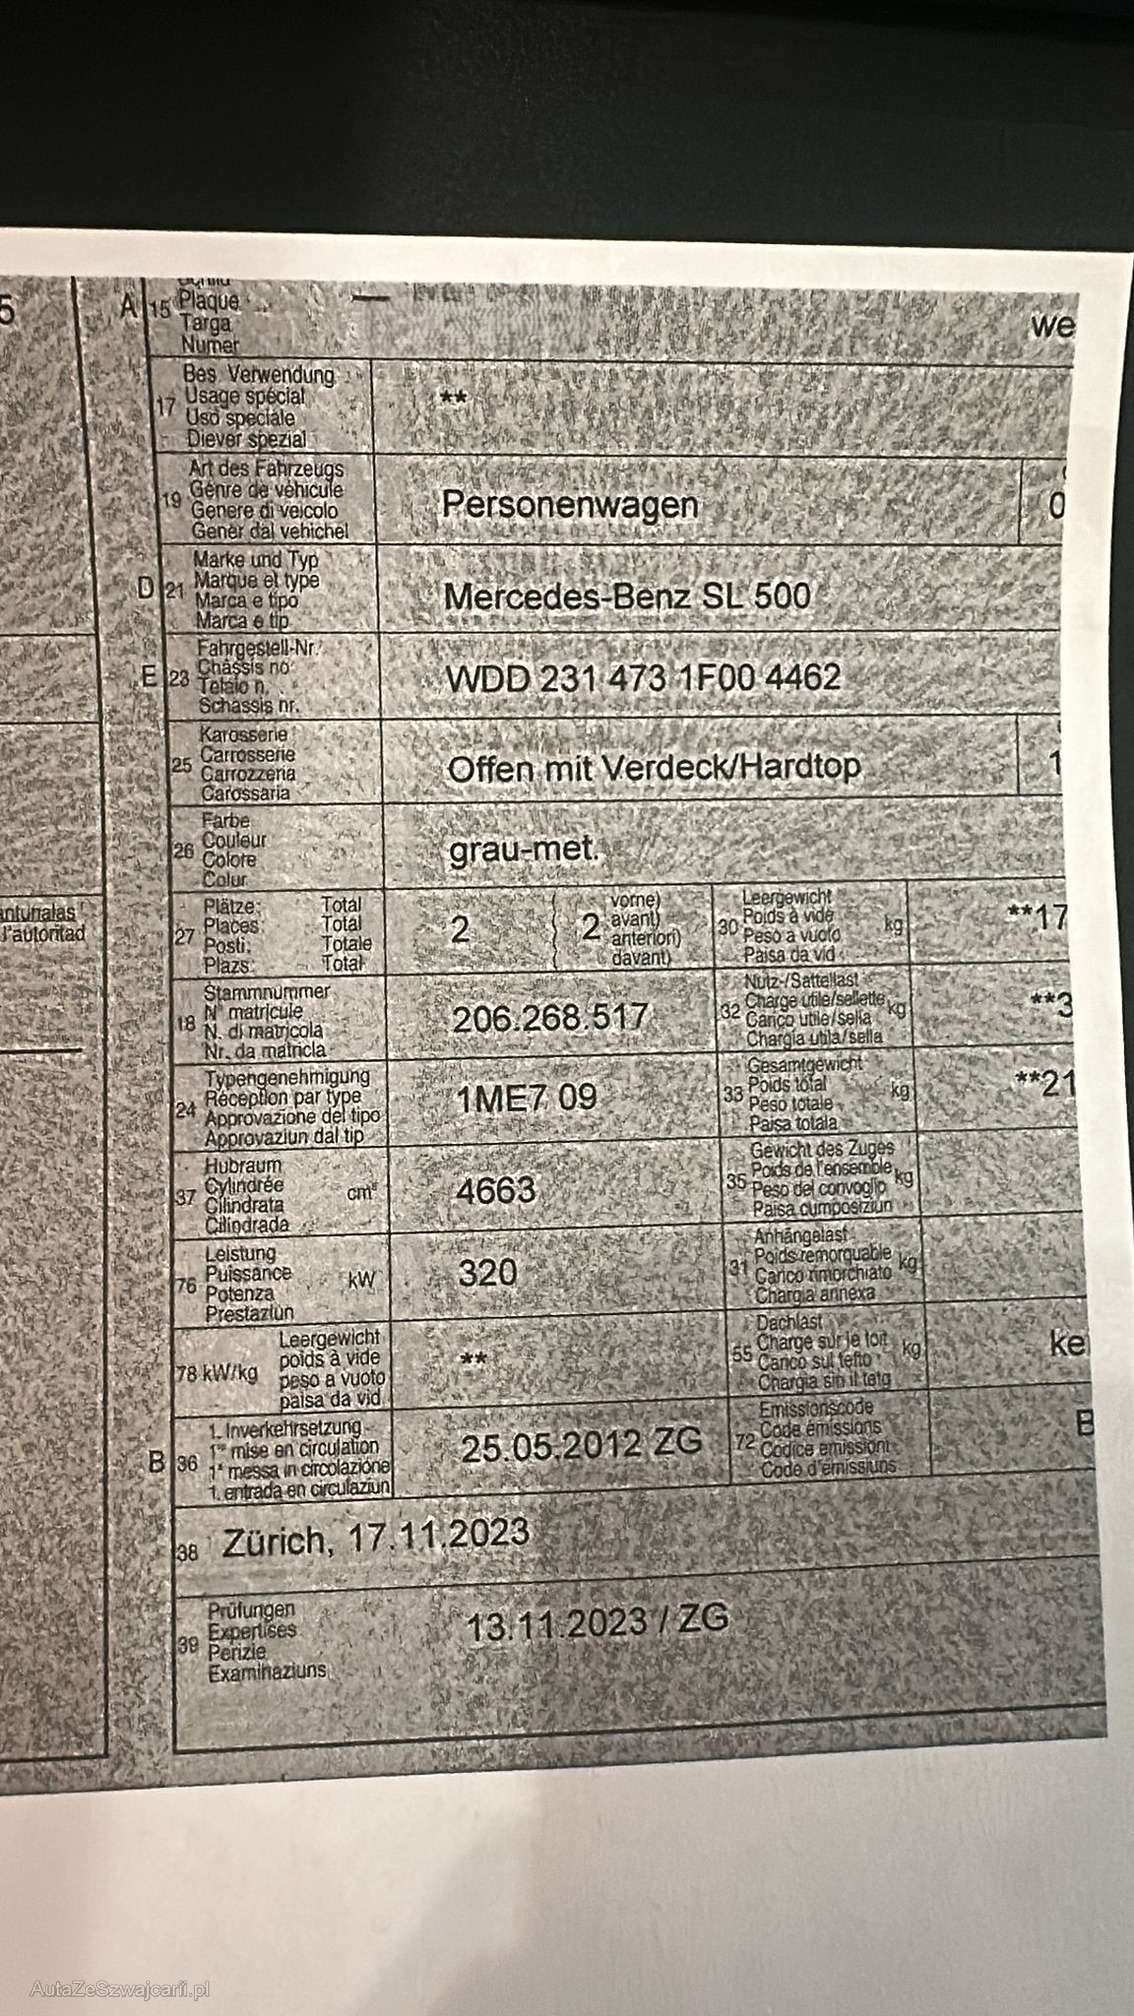 5
A 15 Plaque
Targa
Numer
we
17 Bes. Verwendung
Usage spécial
Uso speciale
Diever spezial
**
19 Art des Fahrzeugs
Genre de véhicule
Genere di veicolo
Gener dal vehichel
Personenwagen
0
D 21 Marke und Typ
Marque et type
Marca e tipo
Marca e tip
Mercedes-Benz SL 500
E 23 Fahrgestell-Nr.
Châssis no
Telaio n.
Schassis nr.
WDD 231 473 1F00 4462
25 Karosserie
Carrosserie
Carrozzeria
Carossaria
Offen mit Verdeck/Hardtop
1
26 Farbe
Couleur
Colore
Colur
grau-met.
antunalas
l'autoritad
27 Plätze: Total
Places: Total
Posti: Totale
Plazs: Total
2
2 vorne)
avant)
anteriori)
davant)
30 Leergewicht
Poids à vide
Peso a vuoto
Paisa da vid
kg
**17
18 Stammnummer
N° matricule
N. di matricola
Nr. da matricla
206.268.517
32 Nutz-/Sattellast
Charge utile/sellette
Carico utile/sella
Chargia utila/sella
kg
**3
24 Typengenehmigung
Réception par type
Approvazione del tipo
Approvaziun dal tip
1ME7 09
33 Gesamtgewicht
Poids total
Peso totale
Paisa totala
kg
**21
37 Hubraum
Cylindrée
Cilindrata
Cilindrada
cm³
4663
35 Gewicht des Zuges
Poids de l'ensemble
Peso del convoglio
Paisa cumposiziun
kg
76 Leistung
Puissance
Potenza
Prestaziun
kW
320
31 Anhängelast
Poids remorquable
Carico rimorchiato
Chargia annexa
kg
78 kW/kg Leergewicht
poids à vide
peso a vuoto
paisa da vid
**
55 Dachlast
Charge sur le toit
Carico sul tetto
Chargia sin il tetg
kg
ke
B 36 1. Inverkehrsetzung
1re mise en circulation
1a messa in circolazione
1. entrada en circulaziun
25.05.2012 ZG
72 Emissionscode
Code émissions
Codice emissioni
Code d'emissiuns
B
38 Zürich, 17.11.2023
39 Prüfungen
Expertises
Perizie
Examinaziuns
13.11.2023 / ZG
AutaZeSzwajcarii.pl